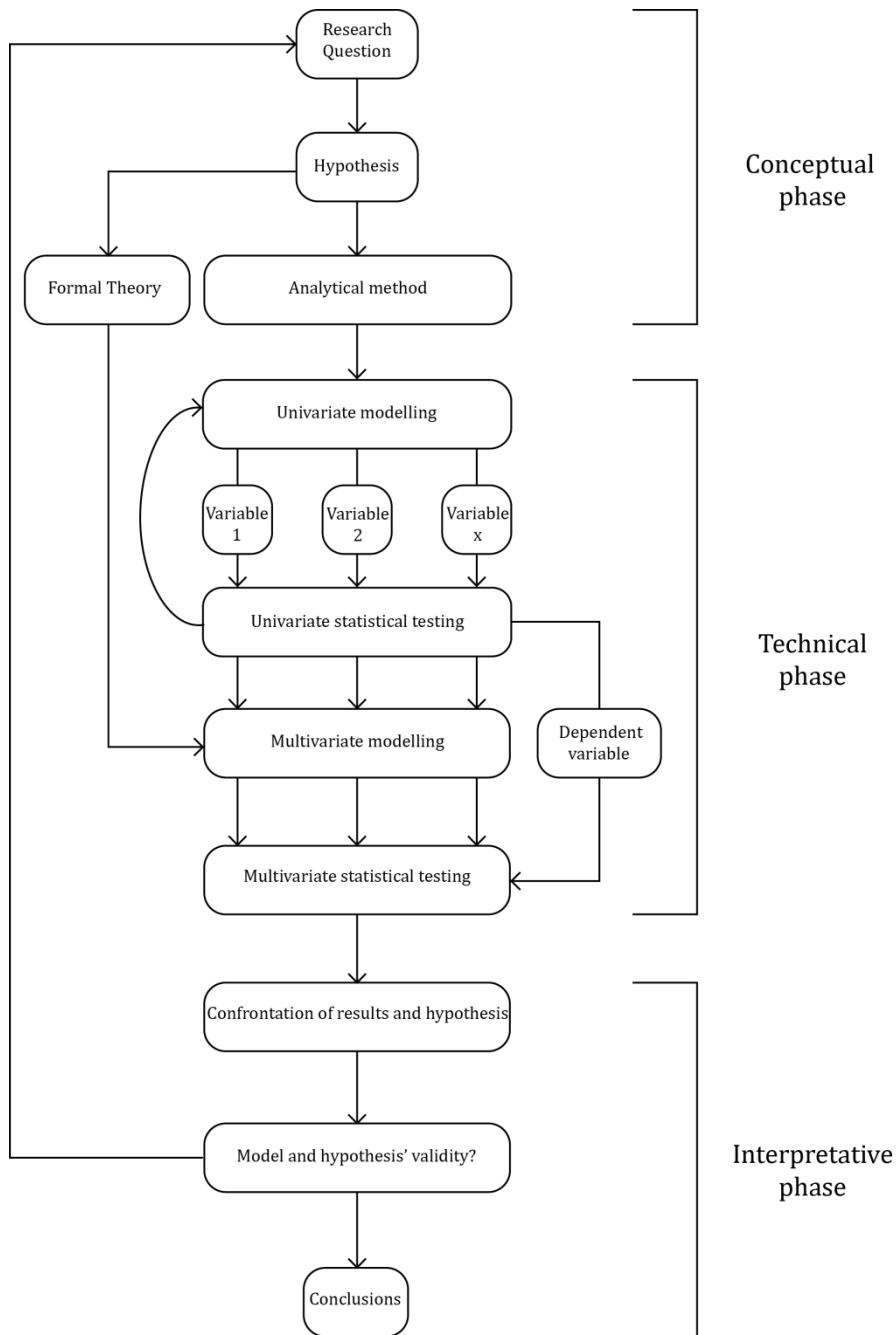 Research
Question
Hypothesis
Conceptual
phase
Formal Theory
Analytical method
Univariate modelling
Variable
1
Variable
2
Variable
x
Univariate statistical testing
Technical
phase
Multivariate modelling
Dependent
variable
Multivariate statistical testing
Confrontation of results and hypothesis
Model and hypothesis’ validity?
Interpretative
phase
Conclusions